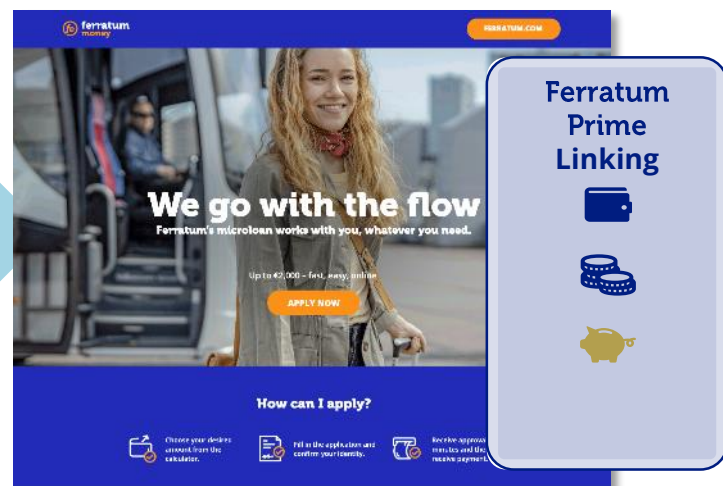 ferratum
money
FERRATUM.COM
We go with the flow
Ferratum's microloan works with you, whatever you need.
Up to €2,000 – fast, easy, online
APPLY NOW
How can I apply?
Choose your desires
amount from the
calculator.
Fill in the application and
confirm your identity.
Receive approval
minutes and the
receive payment.
Ferratum
Prime
Linking